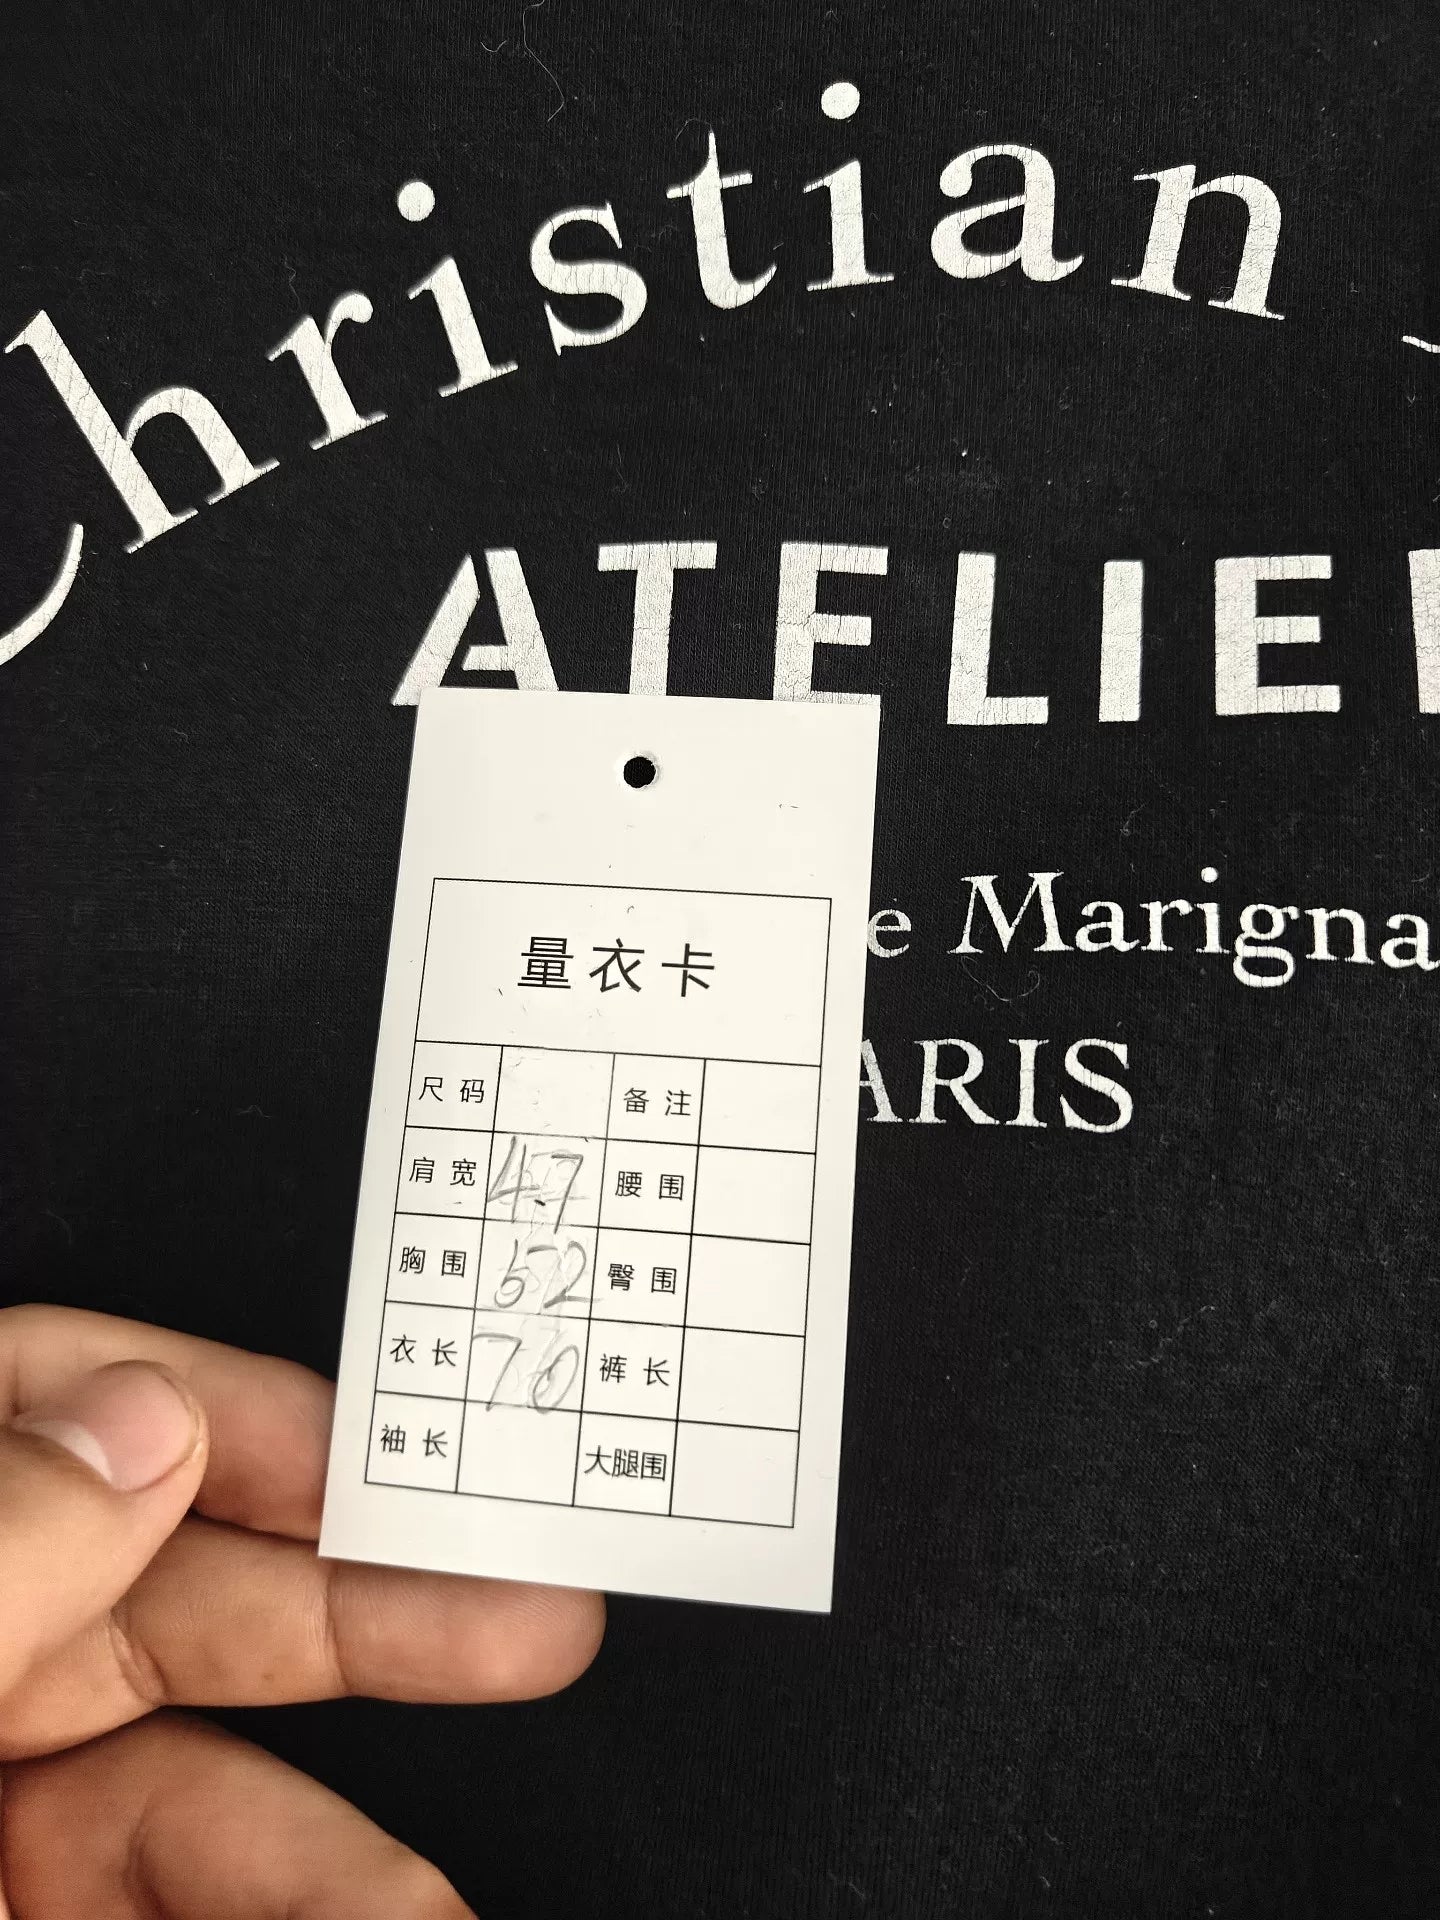 Christian
ATELIER
e Marigna
ARIS
量衣卡
尺码 备注
肩宽 47 腰围
胸围 52 臀围
衣长 70 裤长
袖长 大腿围